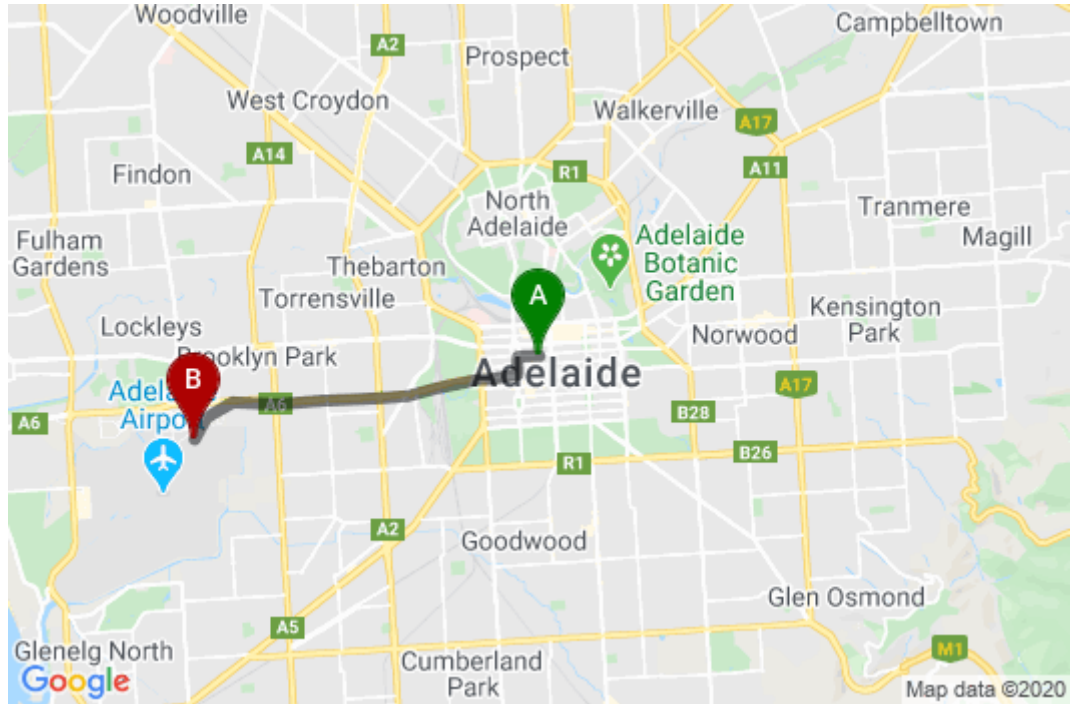 Woodville
Campbelltown
A2
Prospect
West Croydon
Walkerville
A17
A14
A11
R1
Findon
North
Adelaide
Tranmere
Magill
Fulham
Gardens
Adelaide
Botanic
Garden
Thebarton
Torrensville
A
Kensington
Park
Lockleys
Norwood
Brooklyn Park
Adelaide
B
Adelaide
Airport
A17
A6
A6
B28
B26
R1
A2
Goodwood
Glen Osmond
A5
Glenelg North
M1
Cumberland
Park
Google
Map data ©2020